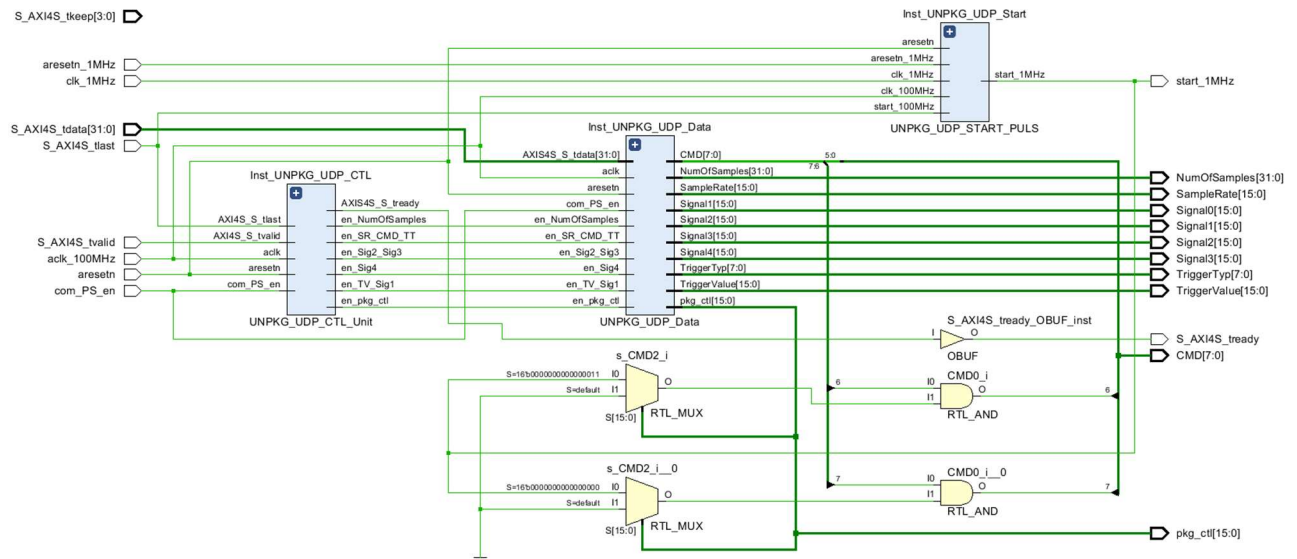 S_AXI4S_tkeep[3:0]
aresetn_1MHz
clk_1MHz
S_AXI4S_tdata[31:0]
S_AXI4S_tlast
S_AXI4S_tvalid
aclk_100MHz
aresetn
com_PS_en
Inst_UNPKG_UDP_Start
aresetn
aresetn_1MHz
clk_1MHz
clk_100MHz
start_100MHz
start_1MHz
UNPKG_UDP_START_PULS
start_1MHz
Inst_UNPKG_UDP_CTL
AXI4S_S_tlast
AXI4S_S_tvalid
aclk
aresetn
com_PS_en
AXIS4S_S_tready
en_NumOfSamples
en_SR_CMD_TT
en_Sig2_Sig3
en_Sig4
en_TV_Sig1
en_pkg_ctl
UNPKG_UDP_CTL_Unit
Inst_UNPKG_UDP_Data
AXIS4S_S_tdata[31:0]
aclk
aresetn
com_PS_en
en_NumOfSamples
en_SR_CMD_TT
en_Sig2_Sig3
en_Sig4
en_TV_Sig1
en_pkg_ctl
CMD[7:0]
NumOfSamples[31:0]
SampleRate[15:0]
Signal1[15:0]
Signal2[15:0]
Signal3[15:0]
Signal4[15:0]
TriggerTyp[7:0]
TriggerValue[15:0]
pkg_ctl[15:0]
UNPKG_UDP_Data
5:0
7:6
NumOfSamples[31:0]
SampleRate[15:0]
Signal0[15:0]
Signal1[15:0]
Signal2[15:0]
Signal3[15:0]
TriggerTyp[7:0]
TriggerValue[15:0]
S_AXI4S_tready_OBUF_inst
I
O
OBUF
S_AXI4S_tready
CMD[7:0]
s_CMD2_i
S=16'b0000000000000011
I0
S=default
I1
O
S[15:0]
RTL_MUX
CMD0_i
6
I0
I1
O
6
RTL_AND
s_CMD2_i__0
S=16'b0000000000000000
I0
S=default
I1
O
S[15:0]
RTL_MUX
CMD0_i__0
7
I0
I1
O
7
RTL_AND
pkg_ctl[15:0]